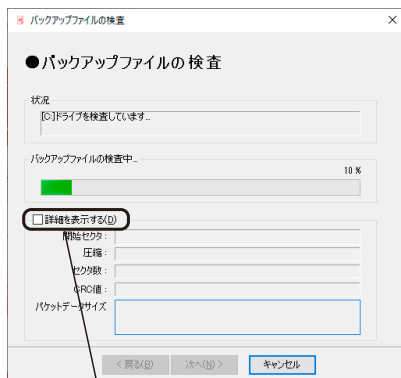 バックアップファイルの検査
●バックアップファイルの検査
状況
[C:]ドライブを検査しています...
バックアップファイルの検査中...
10 %
詳細を表示する(D)
開始セクタ:
圧縮:
セクタ数:
CRC値:
パケットデータサイズ
< 戻る(B) 次へ(N) > キャンセル